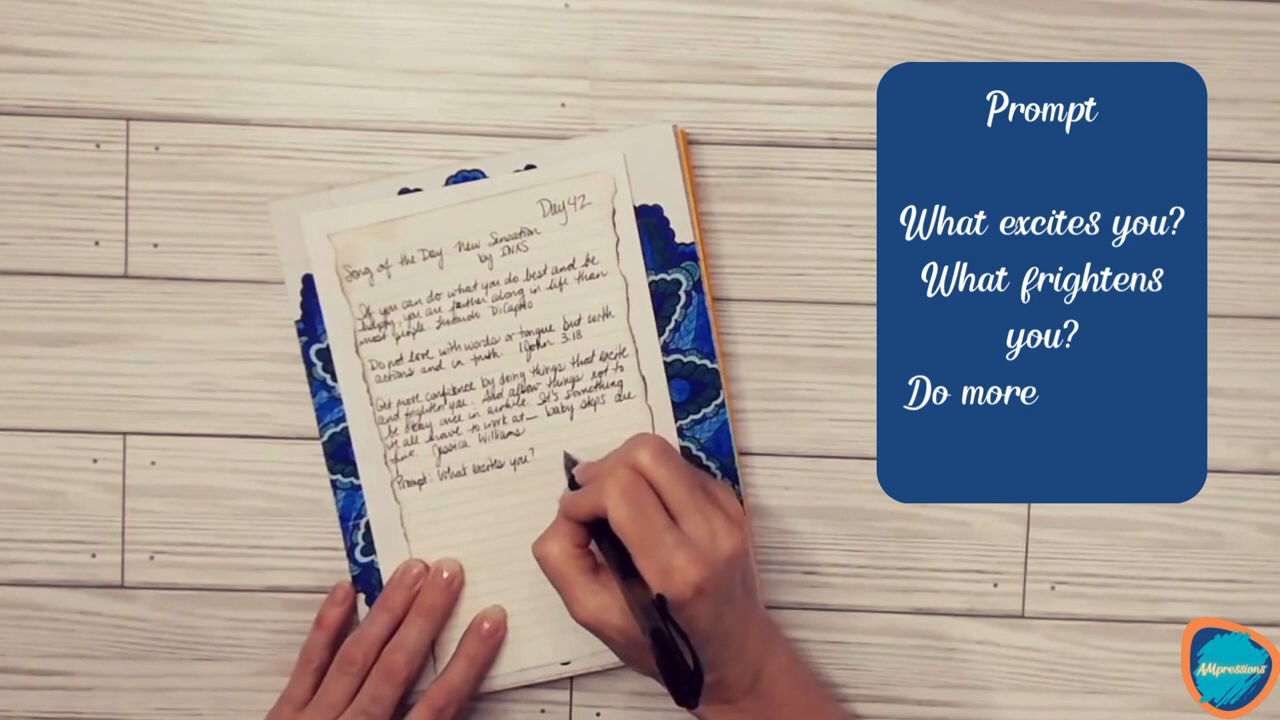 Day 42
Song of the Day New Sensation
by INXS
If you can do what you do best and be
happy, you are further along in life than
most people. Leonardo DiCaprio
Do not love with words or tongue but with
actions and in truth. 1 John 3:18
Get more confidence by doing things that excite
and frighten you. And allow things not to
be okay once in awhile. It's something
we all have to work at— baby steps are
fine. Jessica Williams
Prompt: What excites you?
Prompt
What excites you?
What frightens
you?
Do more
AMpressions